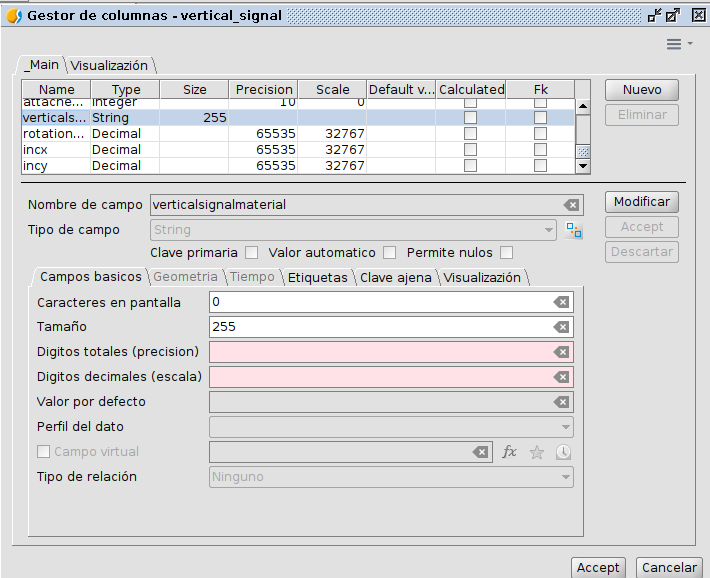 Gestor de columnas - vertical_signal
_Main Visualización
Name Type Size Precision Scale Default v... Calculated Fk
attache... Integer 10 0
verticals... String 255
rotation... Decimal 65535 32767
incx Decimal 65535 32767
incy Decimal 65535 32767
Nuevo
Eliminar
Nombre de campo verticalsignalmaterial
Tipo de campo String
Clave primaria Valor automatico Permite nulos
Modificar
Accept
Descartar
Campos basicos Geometria Tiempo Etiquetas Clave ajena Visualización
Caracteres en pantalla 0
Tamaño 255
Digitos totales (precision)
Digitos decimales (escala)
Valor por defecto
Perfil del dato
Campo virtual fx
Tipo de relación Ninguno
Accept Cancelar